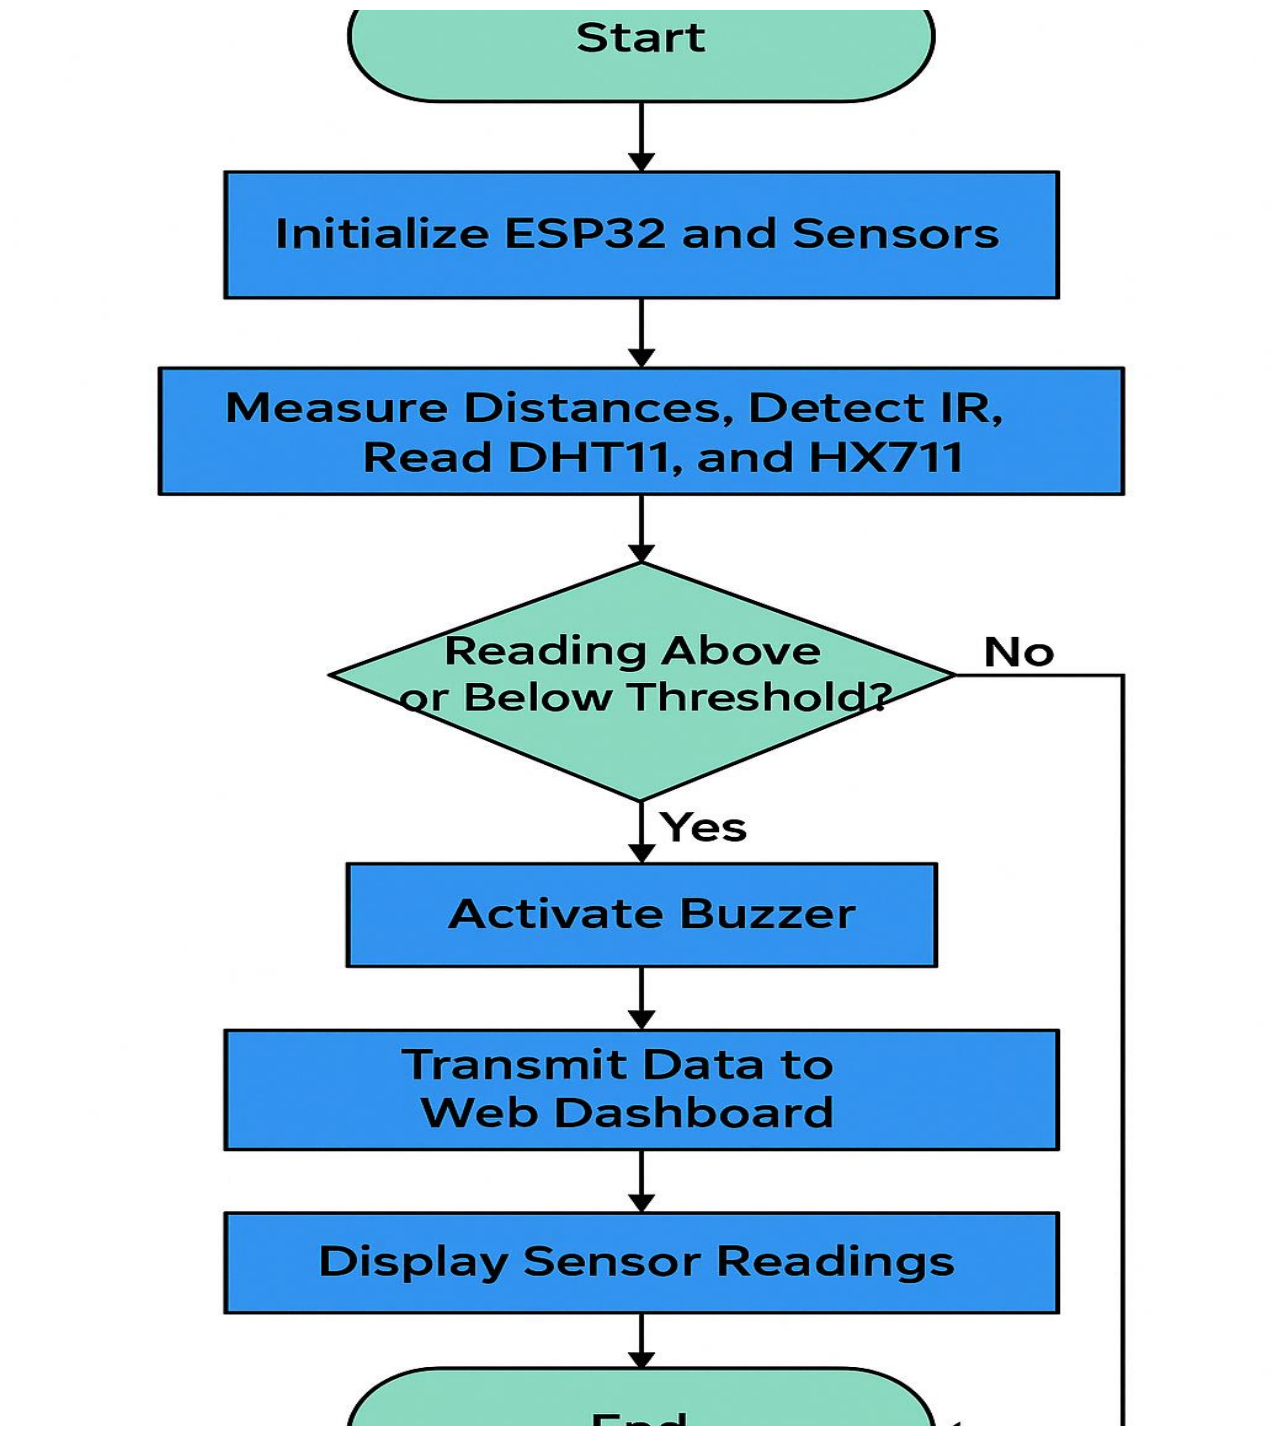 Start
Initialize ESP32 and Sensors
Measure Distances, Detect IR,
Read DHT11, and HX711
Reading Above
or Below Threshold?
No
Yes
Activate Buzzer
Transmit Data to
Web Dashboard
Display Sensor Readings
End